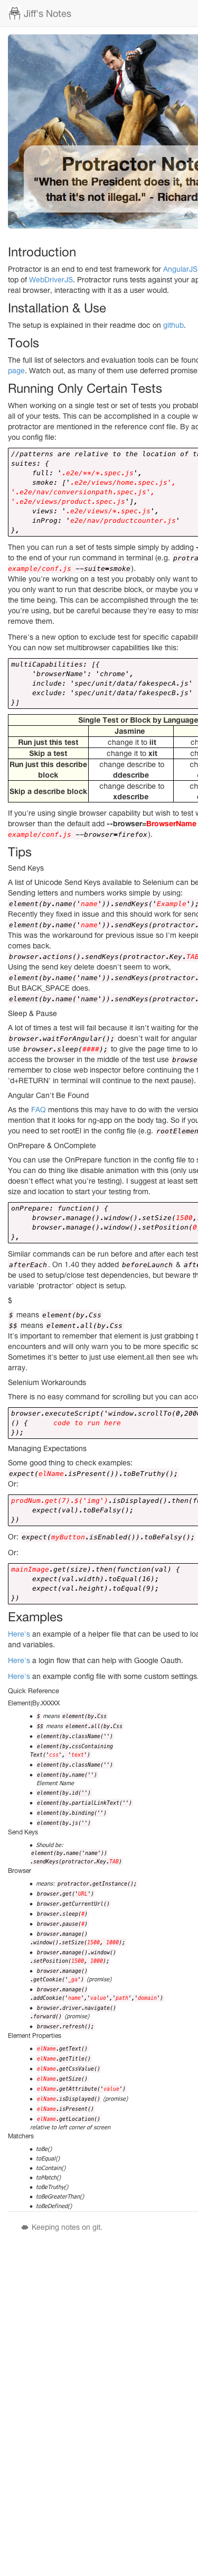 Jiff's Notes
Protractor Note
"When the President does it, tha
that it's not illegal." - Richard
Introduction
Protractor is an end to end test framework for AngularJS
top of WebDriverJS. Protractor runs tests against your ap
real browser, interacting with it as a user would.
Installation & Use
The setup is explained in their readme doc on github.
Tools
The full list of selectors and evaluation tools can be found
page. Watch out, as many of these are deferred promise
Running Only Certain Tests
When working on a single test or set of tests you probably
all of your tests. This can be accomplished in a couple of
referenced in the protractor file as well as an example. By
you config file:
//patterns are relative to the location of th
suites: {
full: '.e2e/**/*.spec.js',
smoke: ['.e2e/views/home.spec.js',
'.e2e/nav/conversionpath.spec.js',
'.e2e/views/product.spec.js'],
views: '.e2e/views/*.spec.js',
inProg: 'e2e/nav/productcounter.js'
},
Then you can run a set of tests simple simply by adding -
to the end of your run command in terminal (e.g. protra
example/conf.js --suite=smoke).
While you're working on your test you probably want to
you only want to run that describe block, or maybe you w
the time being. This can be accomplished through the test
you're using, but be careful because they are easy to miss
remove them.
There's a new option to exclude test for specific capabiliti
You can now set multibrowser capabilities like this:
multiCapabilities: [{
'browserName': 'chrome',
include: 'spec/unit/data/fakespecA.js'
exclude: 'spec/unit/data/fakespecB.js'
}]
Single Test or Block by Language
Jasmine
Run just this test change it to iit
Skip a test change it to xit
Run just this describe block change describe to ddescribe
Skip a describe block change describe to xdescribe
If you're using single browser capability but wish to test w
browser than the default add --browser=BrowserName
example/conf.js --browser=firefox).
Tips
Send Keys
A list of Unicode Send Keys available to Selenium can be
Sending letters and numbers works simple by using:
element(by.name('name')).sendKeys('Example');
Recently they fixed in issue and this should work for send
element(by.name('name')).sendKeys(protractor.
This was the workaround for previous issue so I'm keepin
comes back.
browser.actions().sendKeys(protractor.Key.TAB
Using the send key delete doesn't seem to work,
element(by.name('name')).sendKeys(protractor.
But BACK_SPACE does.
element(by.name('name')).sendKeys(protractor.
Sleep & Pause
A lot of times a test will fail because it isn't waiting for the
browser.waitForAngular(); doesn't wait for angular
use browser.sleep(####); to give the page time to lo
access the memory in the middle of the test use browse
remember to close the protector before continuing the t
'd+RETURN' in terminal will continue to the next pause).
Angular Can't Be Found
As the FAQ mentions this may have to do with the version
mention that it looks for ng-app on the body tag. So if you
you need to set rootEl in the config file (e.g. rootElemen
OnPrepare & OnComplete
You can use the OnPrepare function in the config file to s
You can do thing like disable animation with this (only use
doesn't effect what you're testing). I suggest at least setti
size and location to start your testing from.
onPrepare: function() {
browser.manage().window().setSize(1500,
browser.manage().window().setPosition(0
},
Similar commands can be run before and after each test
afterEach. On 1.40 they added beforeLaunch & a
be used to setup/close test dependencies, but beware tha
variable 'protractor' object is setup.
$
$ means element(by.Css
$$ means element.all(by.Css
It's important to remember that element is just going to be
encounters and will only warn you to be more specific on
Sometimes it's better to just use element.all then see wha
array.
Selenium Workarounds
There is no easy command for scrolling but you can accom
browser.executeScript('window.scrollTo(0,200
() {     code to run here
});
Managing Expectations
Some good thing to check examples:
expect(elName.isPresent()).toBeTruthy();
Or:
prodNum.get(7).$('img').isDisplayed().then(f
expect(val).toBeFalsy();
})
Or: expect(myButton.isEnabled()).toBeFalsy();
Or:
mainImage.get(size).then(function(val) {
expect(val.width).toEqual(16);
expect(val.height).toEqual(9);
})
Examples
Here's an example of a helper file that can be used to loa
and variables.
Here's a login flow that can help with Google Oauth.
Here's an example config file with some custom settings.
Quick Reference
ElementBy.XXXXX
$ means element(by.Css
$$ means element.all(by.Css
element(by.className('')
element(by.cssContaining
Text('css', 'text')
element(by.className('')
element(by.name('')
Element Name
element(by.id('')
element(by.partialLinkText('')
element(by.binding('')
element(by.js('')
Send Keys
Should be:
element(by.name('name'))
.sendKeys(protractor.Key.TAB)
Browser
means: protractor.getInstance();
browser.get('URL')
browser.getCurrentUrl()
browser.sleep(#)
browser.pause(#)
browser.manage()
.window().setSize(1500, 1000);
browser.manage().window()
.setPosition(1500, 1000);
browser.manage()
.getCookie('_ga') (promise)
browser.manage()
.addCookie('name','value','path','domain')
browser.driver.navigate()
.forward() (promise)
browser.refresh();
Element Properties
elName.getText()
elName.getTitle()
elName.getCssValue()
elName.getSize()
elName.getAttribute('value')
elName.isDisplayed() (promise)
elName.isPresent()
elName.getLocation()
relative to left corner of screen
Matchers
toBe()
toEqual()
toContain()
toMatch()
toBeTruthy()
toBeGreaterThan()
toBeDefined()
Keeping notes on git.